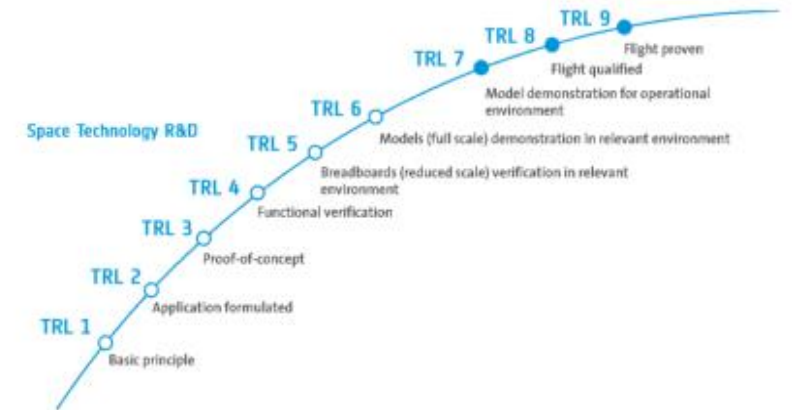 TRL 9
Flight proven
TRL 8
Flight qualified
TRL 7
Model demonstration for operational
environment
TRL 6
Models (full scale) demonstration in relevant environment
Space Technology R&D
TRL 5
Breadboards (reduced scale) verification in relevant
environment
TRL 4
Functional verification
TRL 3
Proof-of-concept
TRL 2
Application formulated
TRL 1
Basic principle